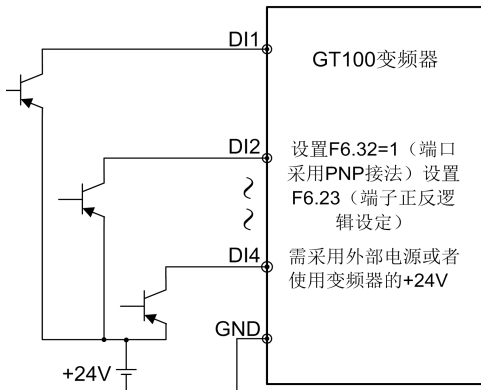 DI1
GT100变频器
DI2
设置F6.32=1（端口
采用PNP接法）设置
F6.23（端子正反逻
辑设定）
DI4
需采用外部电源或者
使用变频器的+24V
GND
+24V